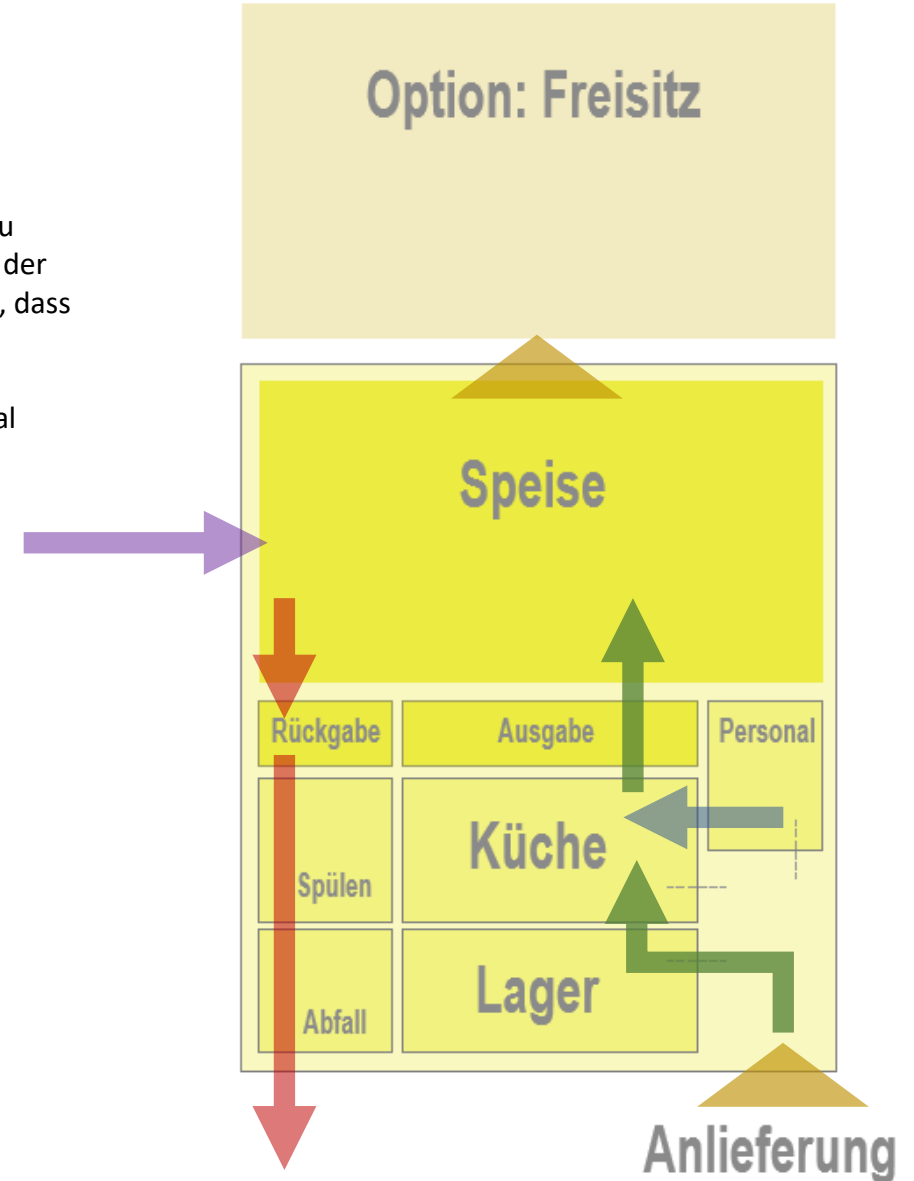 Option: Freisitz
u
der
, dass
al
Speise
Rückgabe
Ausgabe
Personal
Küche
Spülen
Lager
Abfall
Anlieferung